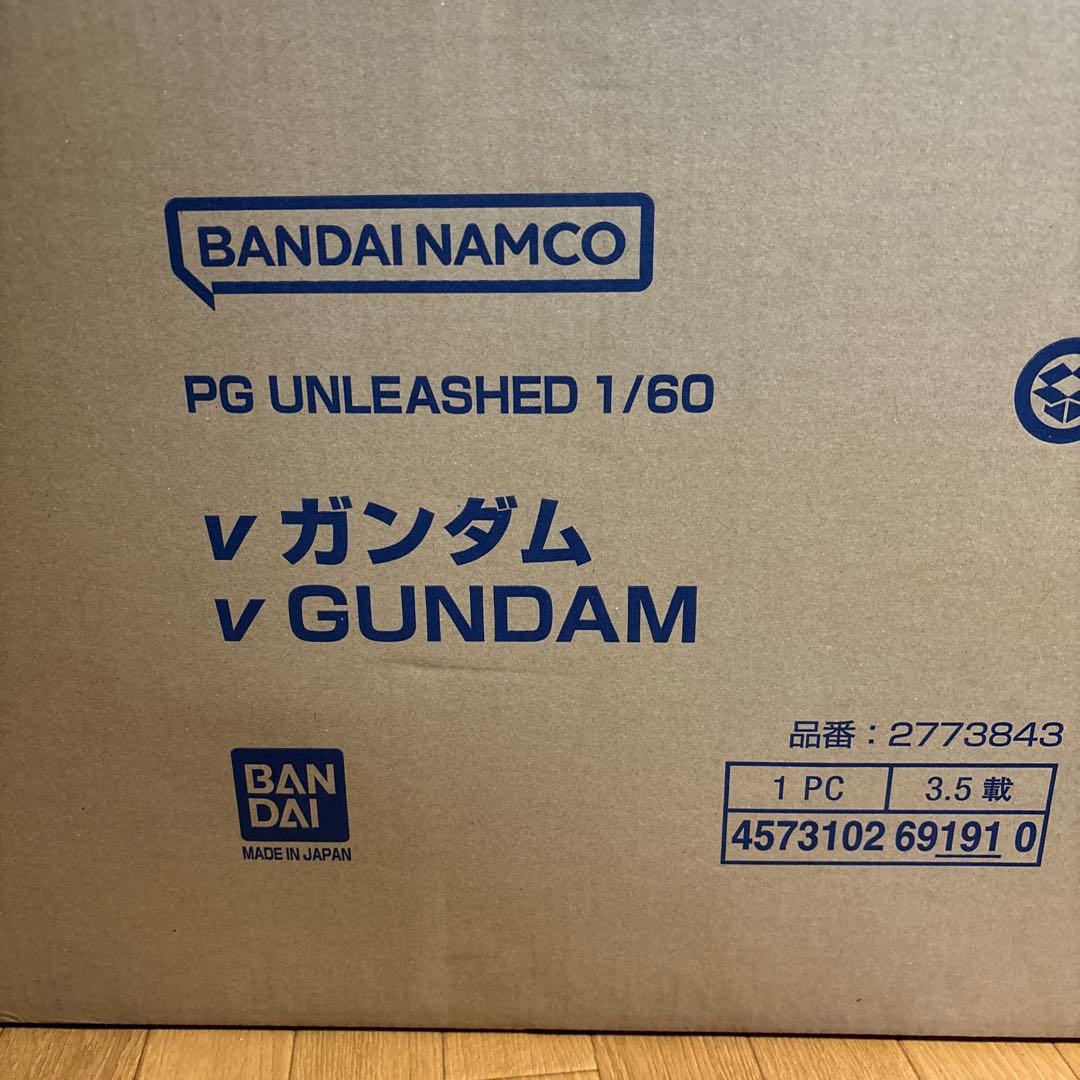 BANDAI NAMCO
PG UNLEASHED 1/60
ν ガンダム
ν GUNDAM
品番：2773843
1 PC 3.5 載
4573102 69191 0
BAN
DAI
MADE IN JAPAN